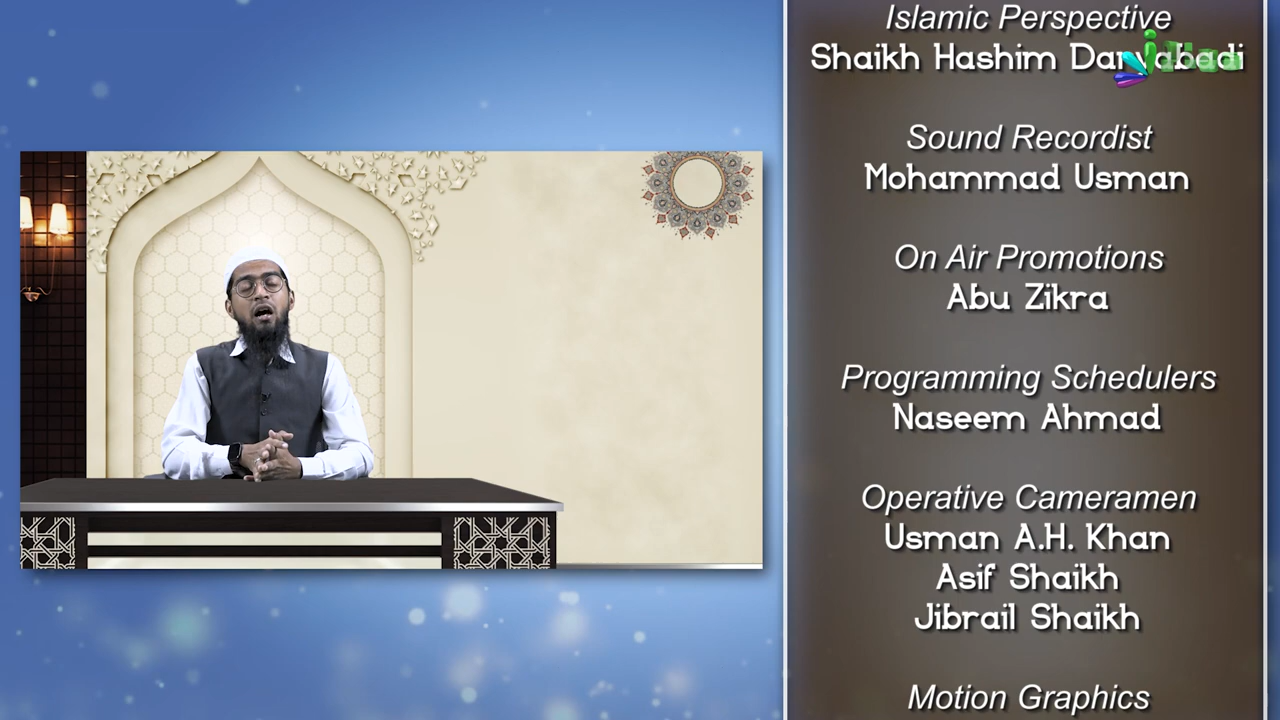 Islamic Perspective
Shaikh Hashim Daryabadi
Sound Recordist
Mohammad Usman
On Air Promotions
Abu Zikra
Programming Schedulers
Naseem Ahmad
Operative Cameramen
Usman A.H. Khan
Asif Shaikh
Jibrail Shaikh
Motion Graphics